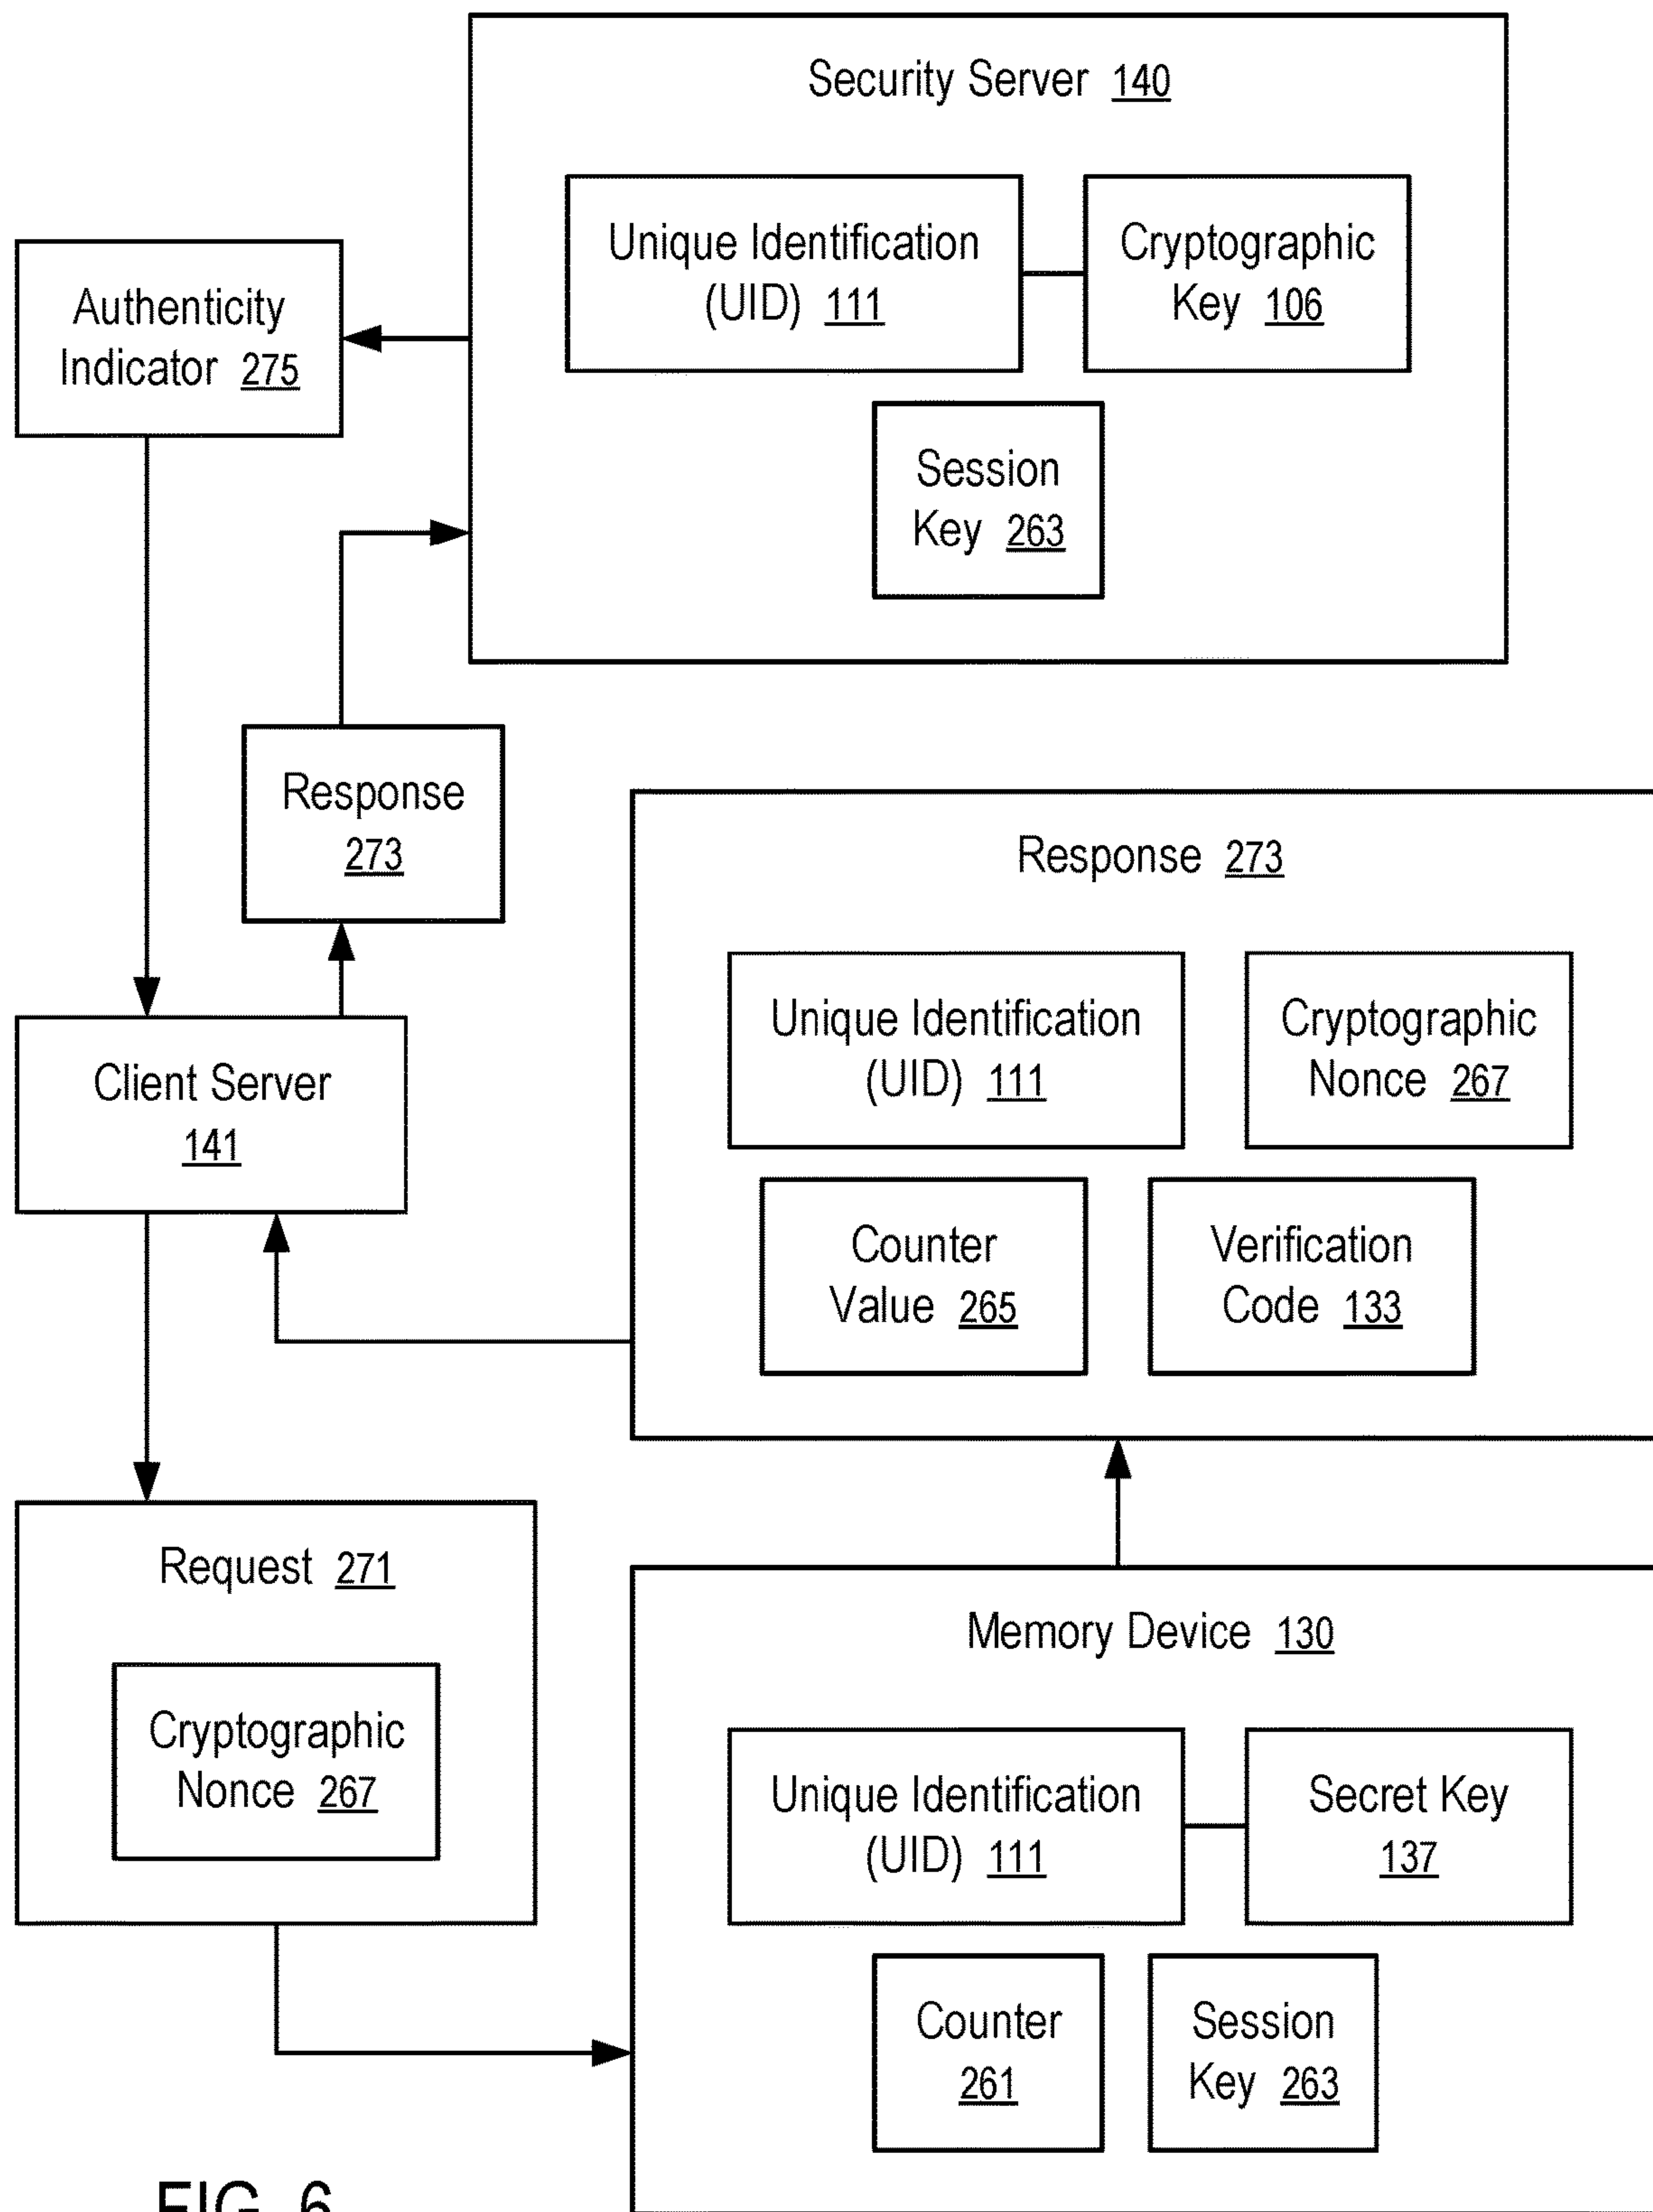 Security Server 140
Unique Identification
(UID) 111
Cryptographic
Key 106
Authenticity
Indicator 275
Session
Key 263
Response
273
Response 273
Unique Identification
(UID) 111
Cryptographic
Nonce 267
Client Server
141
Counter
Value 265
Verification
Code 133
Request 271
Memory Device 130
Cryptographic
Nonce 267
Unique Identification
(UID) 111
Secret Key
137
Counter
261
Session
Key 263
FIG. 6